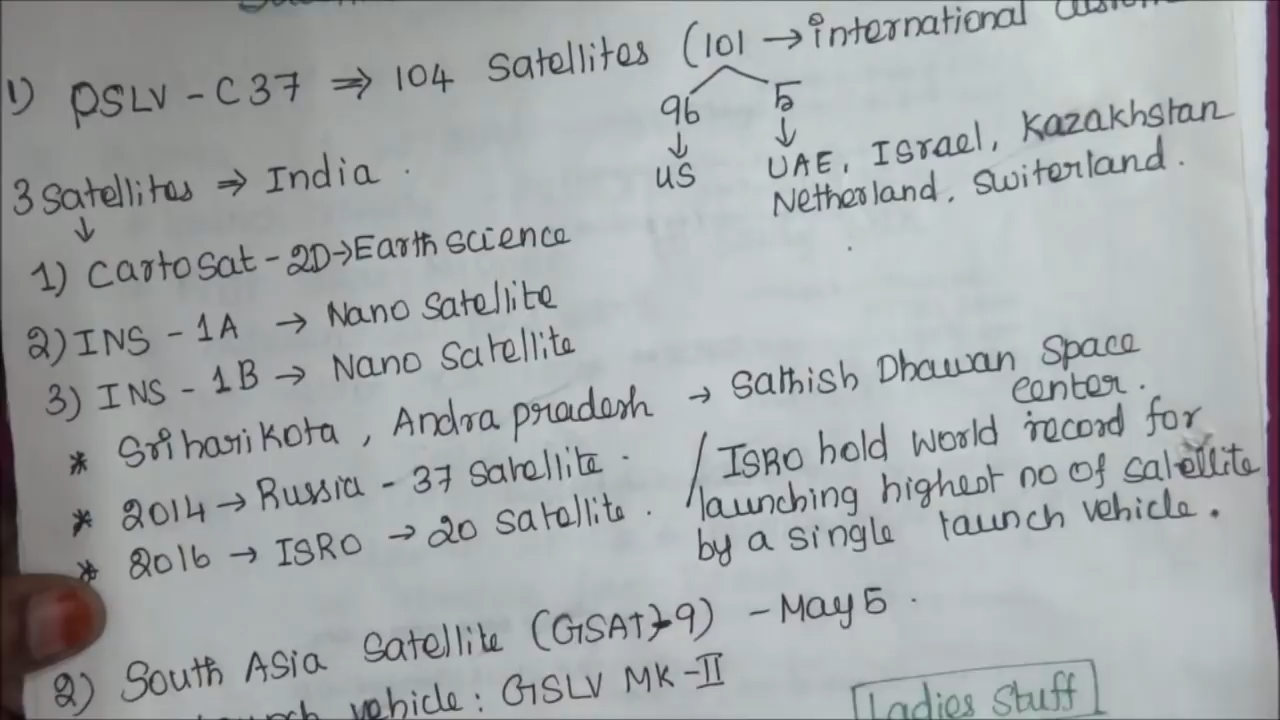 1) PSLV - C37 ⇒ 104 Satellites (101 → international
96 5
↓ ↓
US UAE, Israel, Kazakhstan
Netherland, Switerland.
3 Satellites ⇒ India.
↓
1) Cartosat - 2D → Earth science
2) INS - 1A → Nano Satellite
3) INS - 1B → Nano Satellite
* Sriharikota, Andra pradesh → Sathish Dhawan Space
center.
* 2014 → Russia - 37 Satellite.
* 2016 → ISRO → 20 satellite.
/ ISRO hold world record for
launching highest no of satellite
by a single launch vehicle.
2) South Asia Satellite (GSAT-9) - May 5.
vehicle: GSLV MK-II
Ladies Stuff